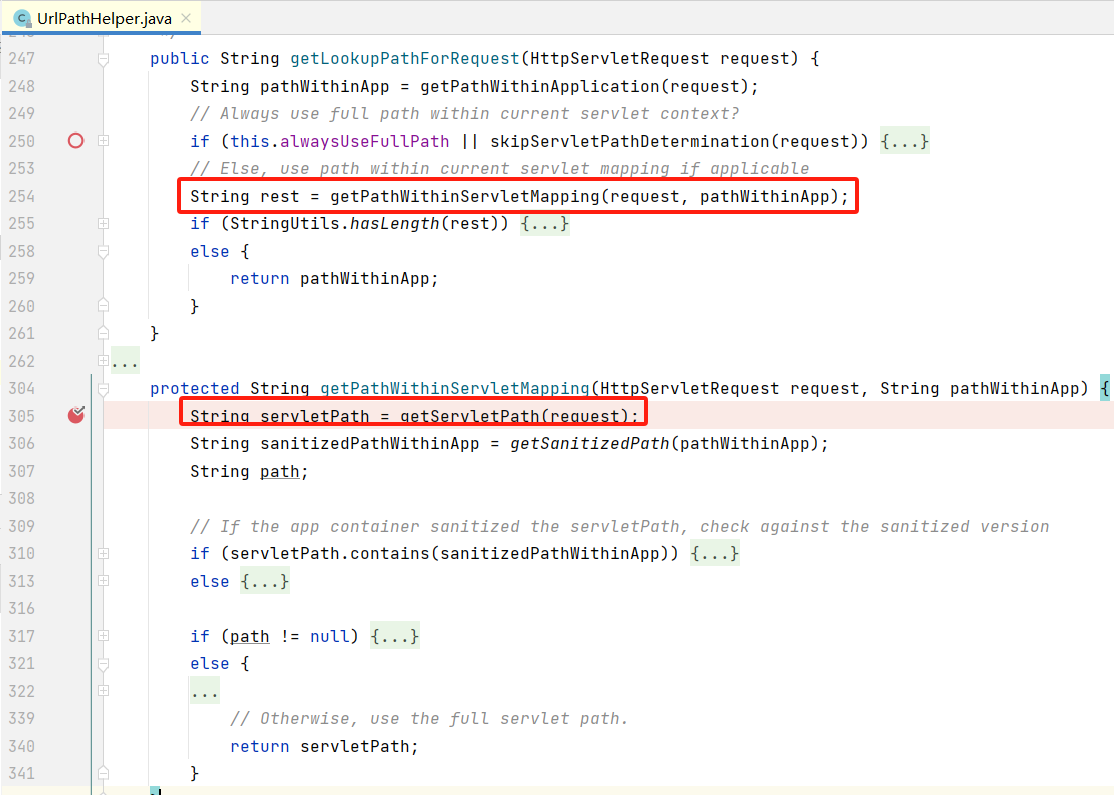 UrlPathHelper.java
247 public String getLookupPathForRequest(HttpServletRequest request) {
248 String pathWithinApp = getPathWithinApplication(request);
249 // Always use full path within current servlet context?
250 if (this.alwaysUseFullPath || skipServletPathDetermination(request)) {...}
253 // Else, use path within current servlet mapping if applicable
254 String rest = getPathWithinServletMapping(request, pathWithinApp);
255 if (StringUtils.hasLength(rest)) {...}
258 else {
259 return pathWithinApp;
260 }
261 }
262 ...
304 protected String getPathWithinServletMapping(HttpServletRequest request, String pathWithinApp) {
305 String servletPath = getServletPath(request);
306 String sanitizedPathWithinApp = getSanitizedPath(pathWithinApp);
307 String path;
308
309 // If the app container sanitized the servletPath, check against the sanitized version
310 if (servletPath.contains(sanitizedPathWithinApp)) {...}
313 else {...}
316
317 if (path != null) {...}
321 else {
322 ...
339 // Otherwise, use the full servlet path.
340 return servletPath;
341 }